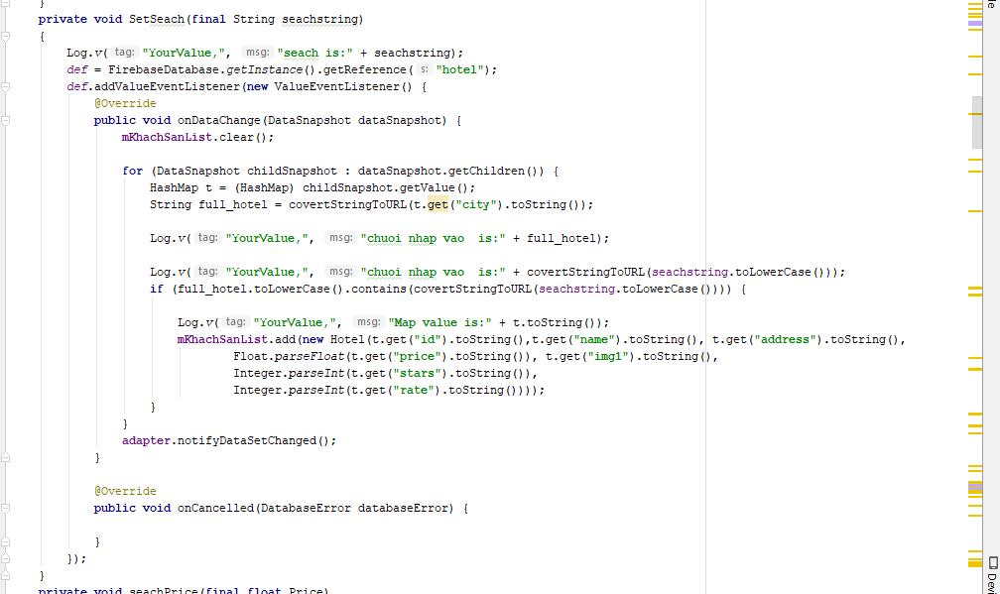 }
private void SetSeach(final String seachstring)
{
Log.v( tag: "YourValue,", msg: "seach is:" + seachstring);
def = FirebaseDatabase.getInstance().getReference( s: "hotel");
def.addValueEventListener(new ValueEventListener() {
@Override
public void onDataChange(DataSnapshot dataSnapshot) {
mKhachSanList.clear();
for (DataSnapshot childSnapshot : dataSnapshot.getChildren()) {
HashMap t = (HashMap) childSnapshot.getValue();
String full_hotel = covertStringToURL(t.get("city").toString());
Log.v( tag: "YourValue,", msg: "chuoi nhap vao  is:" + full_hotel);
Log.v( tag: "YourValue,", msg: "chuoi nhap vao  is:" + covertStringToURL(seachstring.toLowerCase()));
if (full_hotel.toLowerCase().contains(covertStringToURL(seachstring.toLowerCase()))) {
Log.v( tag: "YourValue,", msg: "Map value is:" + t.toString());
mKhachSanList.add(new Hotel(t.get("id").toString(),t.get("name").toString(), t.get("address").toString(),
Float.parseFloat(t.get("price").toString()), t.get("img1").toString(),
Integer.parseInt(t.get("stars").toString()),
Integer.parseInt(t.get("rate").toString())));
}
}
adapter.notifyDataSetChanged();
}
@Override
public void onCancelled(DatabaseError databaseError) {
}
});
}
private void seachPrice(final float Price)